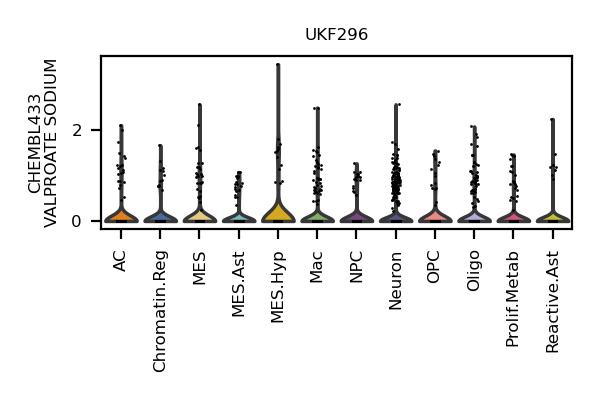 UKF296
CHEMBL433
VALPROATE SODIUM
2
0
AC
Chromatin.Reg
MES
MES.Ast
MES.Hyp
Mac
NPC
Neuron
OPC
Oligo
Prolif.Metab
Reactive.Ast